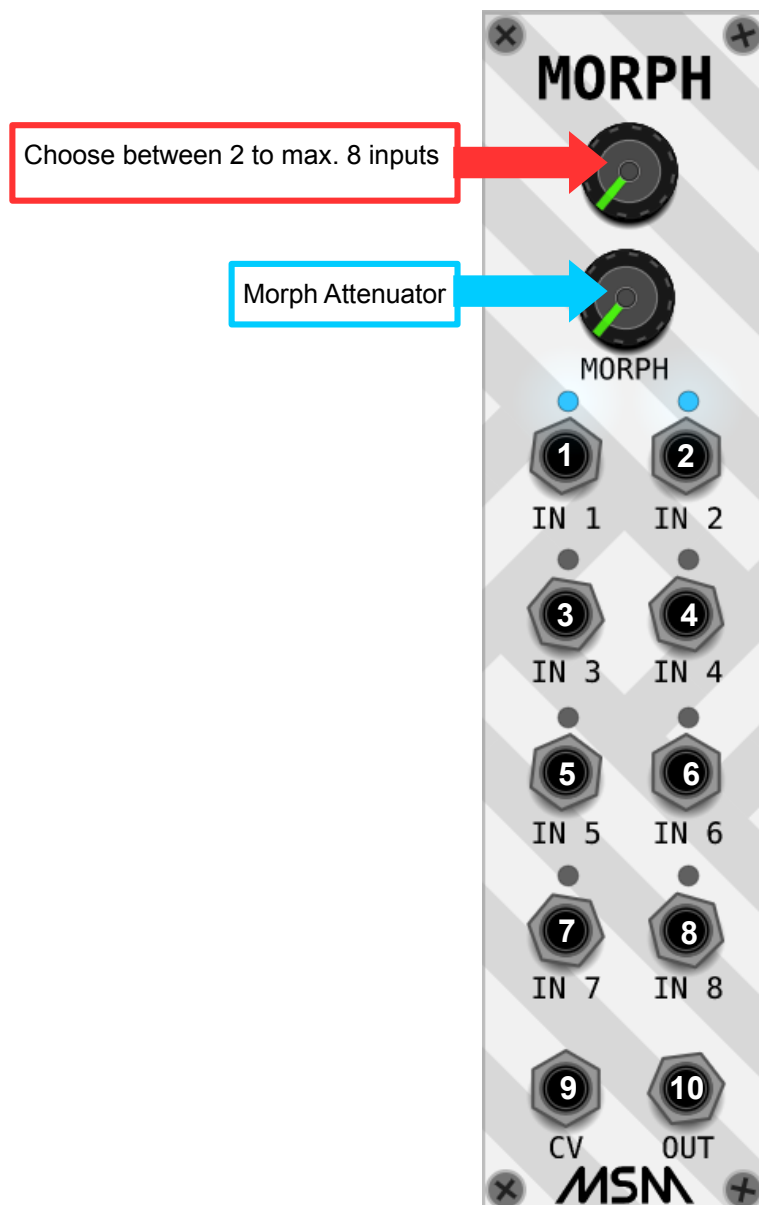 MORPH
Choose between 2 to max. 8 inputs
Morph Attenuator
MORPH
1 2
IN 1 IN 2
3 4
IN 3 IN 4
5 6
IN 5 IN 6
7 8
IN 7 IN 8
9 10
CV OUT
MSM